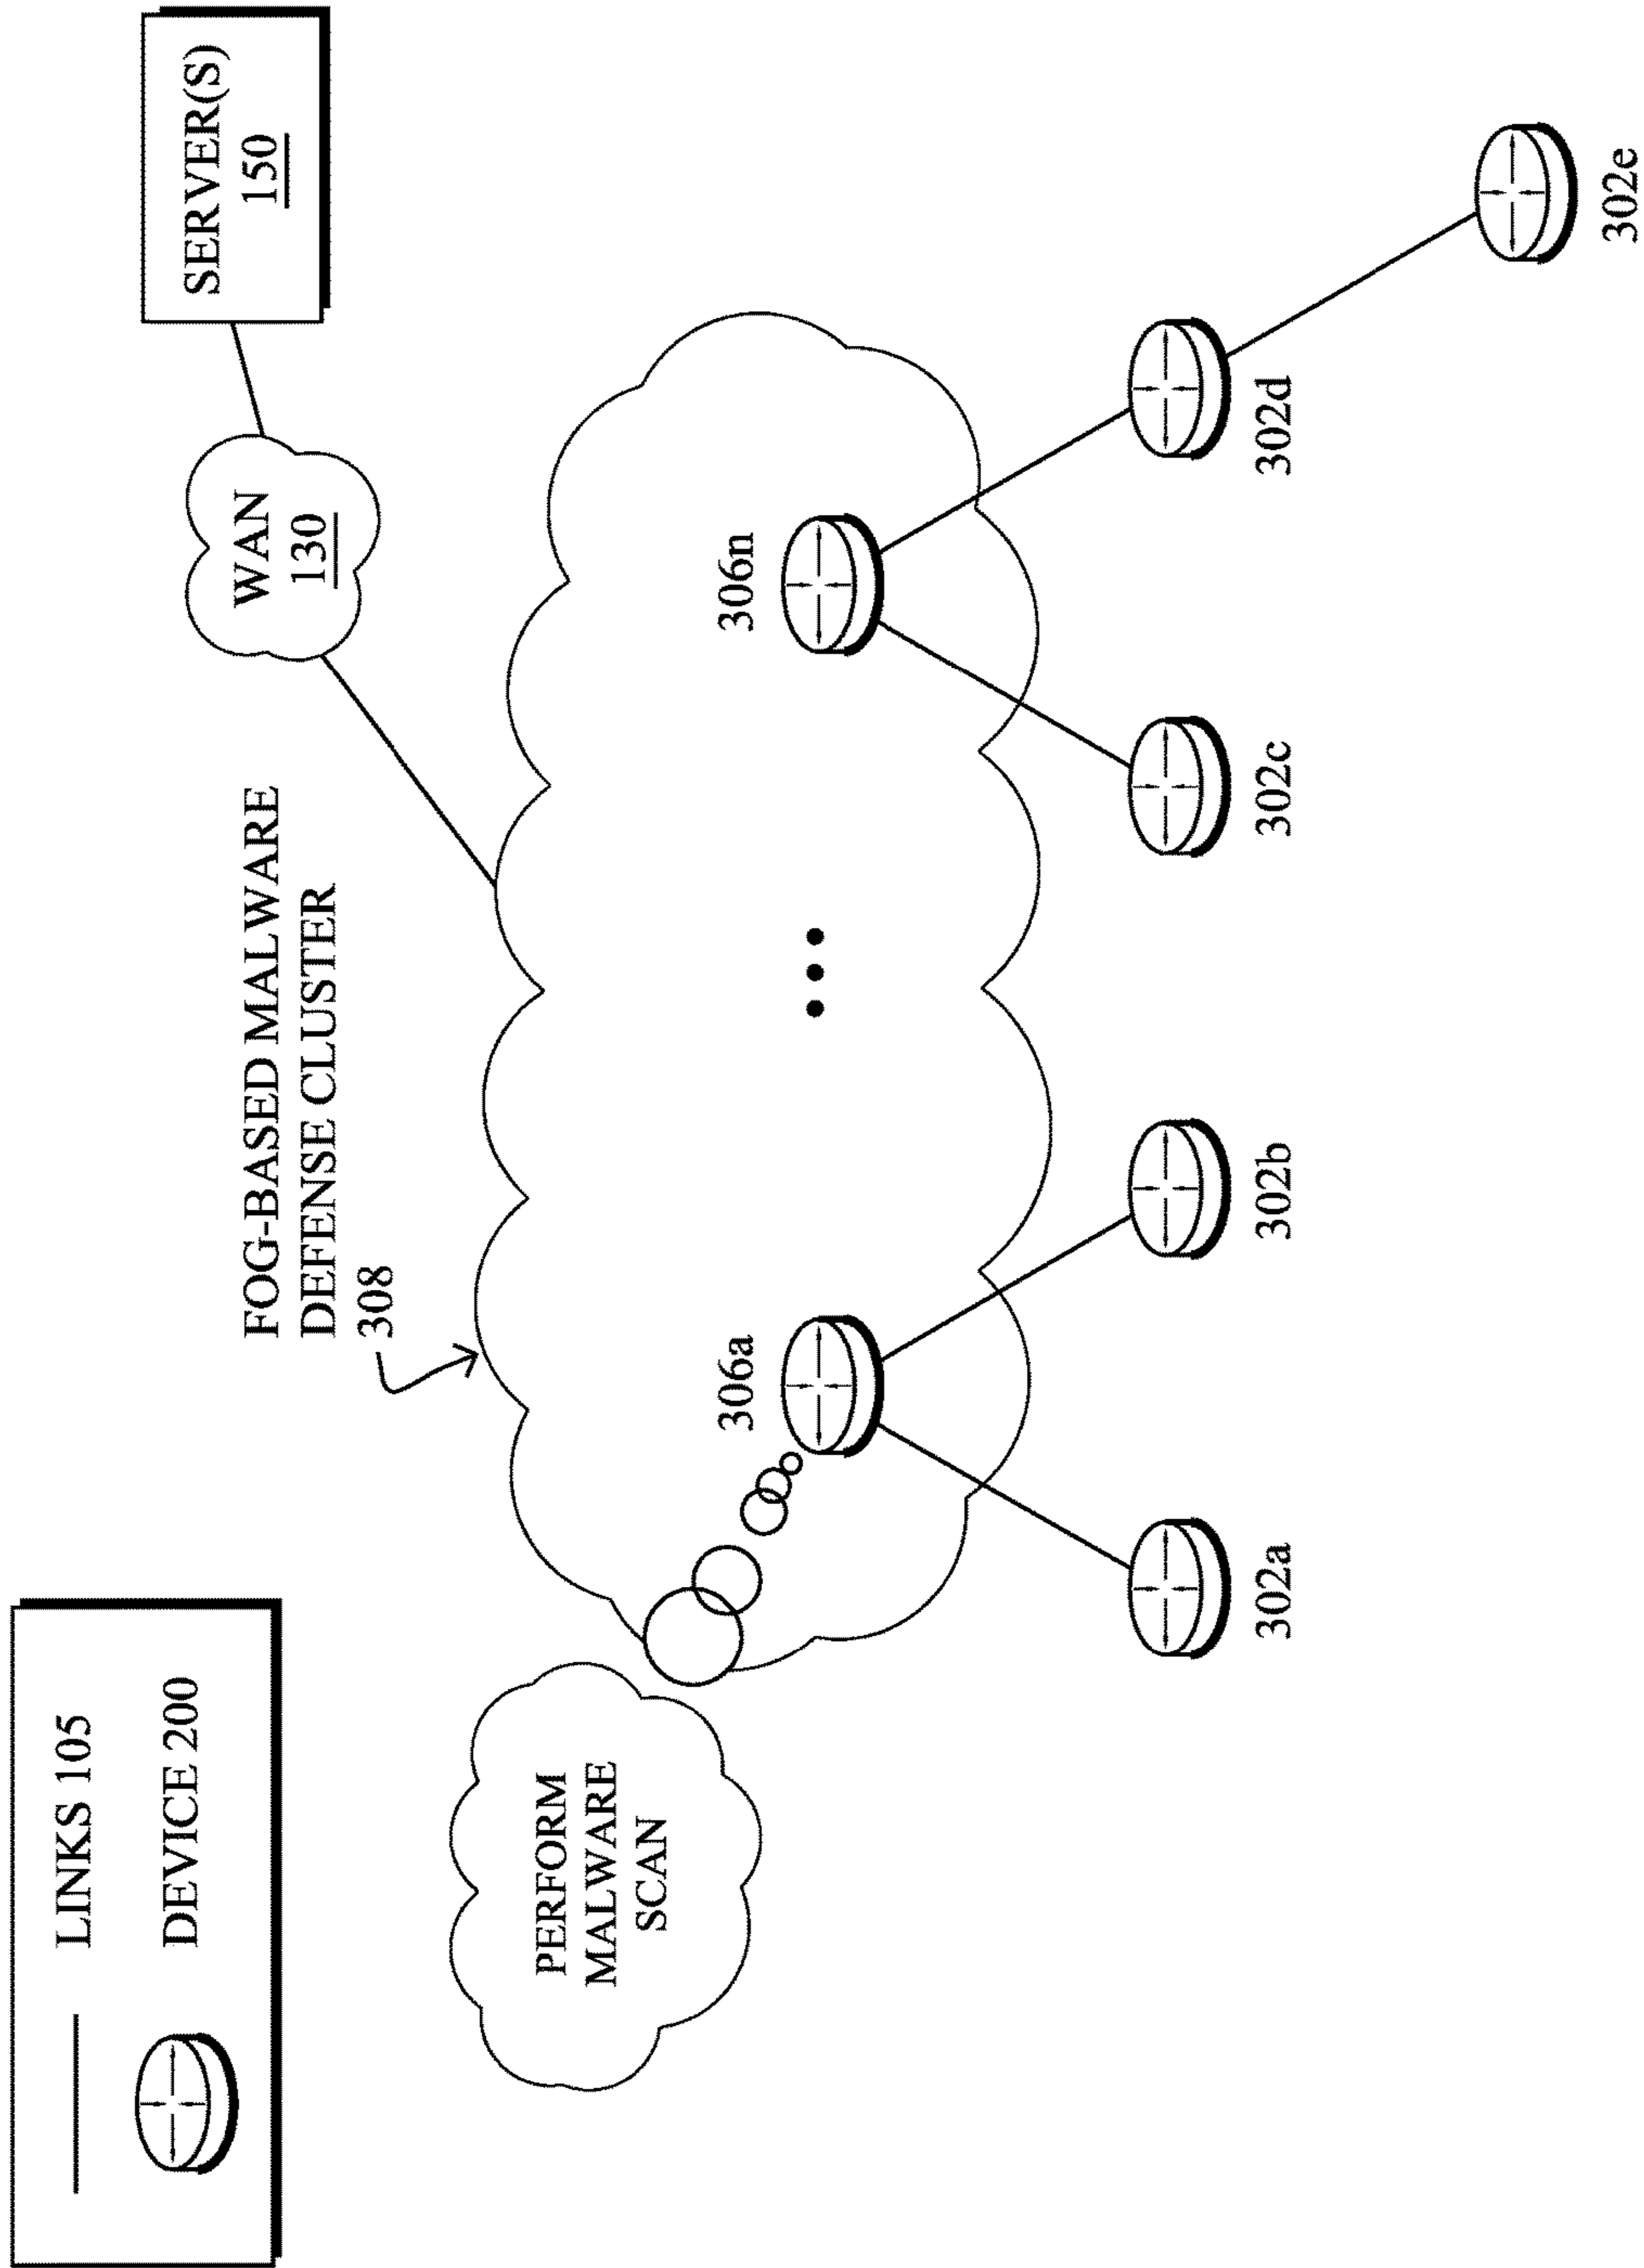 LINKS 105
DEVICE 200
SERVER(S)
150
WAN
130
FOG-BASED MALWARE
DEFENSE CLUSTER
308
PERFORM
MALWARE
SCAN
306a
306n
302a
302b
302c
302d
302e